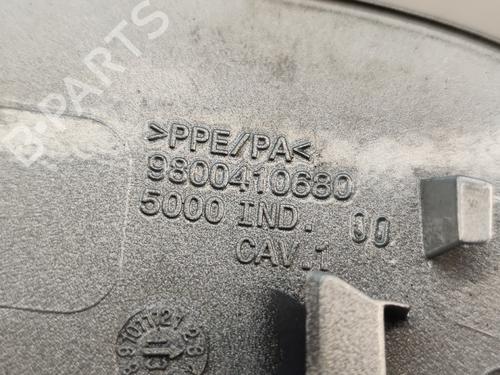 B-PARTS
>PPE/PA<
9800410680
5000 IND. 00
CAV.1